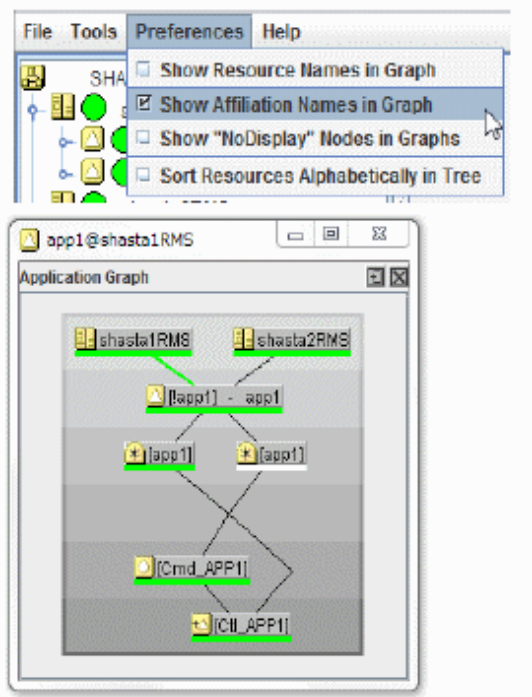 File Tools Preferences Help
SHA
Show Resource Names in Graph
Show Affiliation Names in Graph
Show "NoDisplay" Nodes in Graphs
Sort Resources Alphabetically in Tree
app1@shasta1RMS
Application Graph
shasta1RMS shasta2RMS
[!app1] - app1
[app1] [app1]
[Cmd_APP1]
[Ctl_APP1]